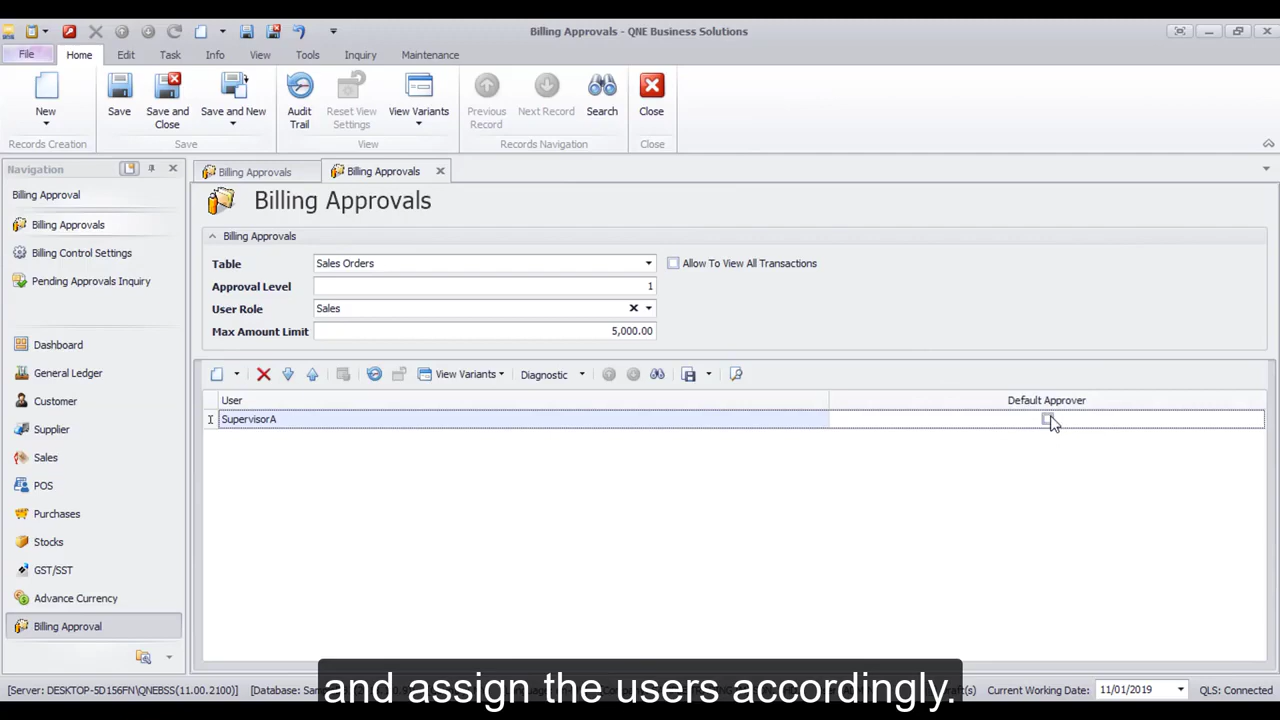 Billing Approvals - QNE Business Solutions
File Home Edit Task Info View Tools Inquiry Maintenance
New
Save
Save and
Close
Save and New
Audit
Trail
Reset View
Settings
View Variants
Previous
Record
Next Record
Search
Close
Records Creation Save View Records Navigation Close
Navigation
Billing Approval
Billing Approvals
Billing Control Settings
Pending Approvals Inquiry
Dashboard
General Ledger
Customer
Supplier
Sales
POS
Purchases
Stocks
GST/SST
Advance Currency
Billing Approval
Billing Approvals Billing Approvals
Billing Approvals
Billing Approvals
Table Sales Orders Allow To View All Transactions
Approval Level 1
User Role Sales
Max Amount Limit 5,000.00
View Variants Diagnostic
User Default Approver
SupervisorA
and assign the users accordingly.
[Server: DESKTOP-5D156FN\QNEBSS(11.00.2100)] [Database: Current Working Date: 11/01/2019 QLS: Connected